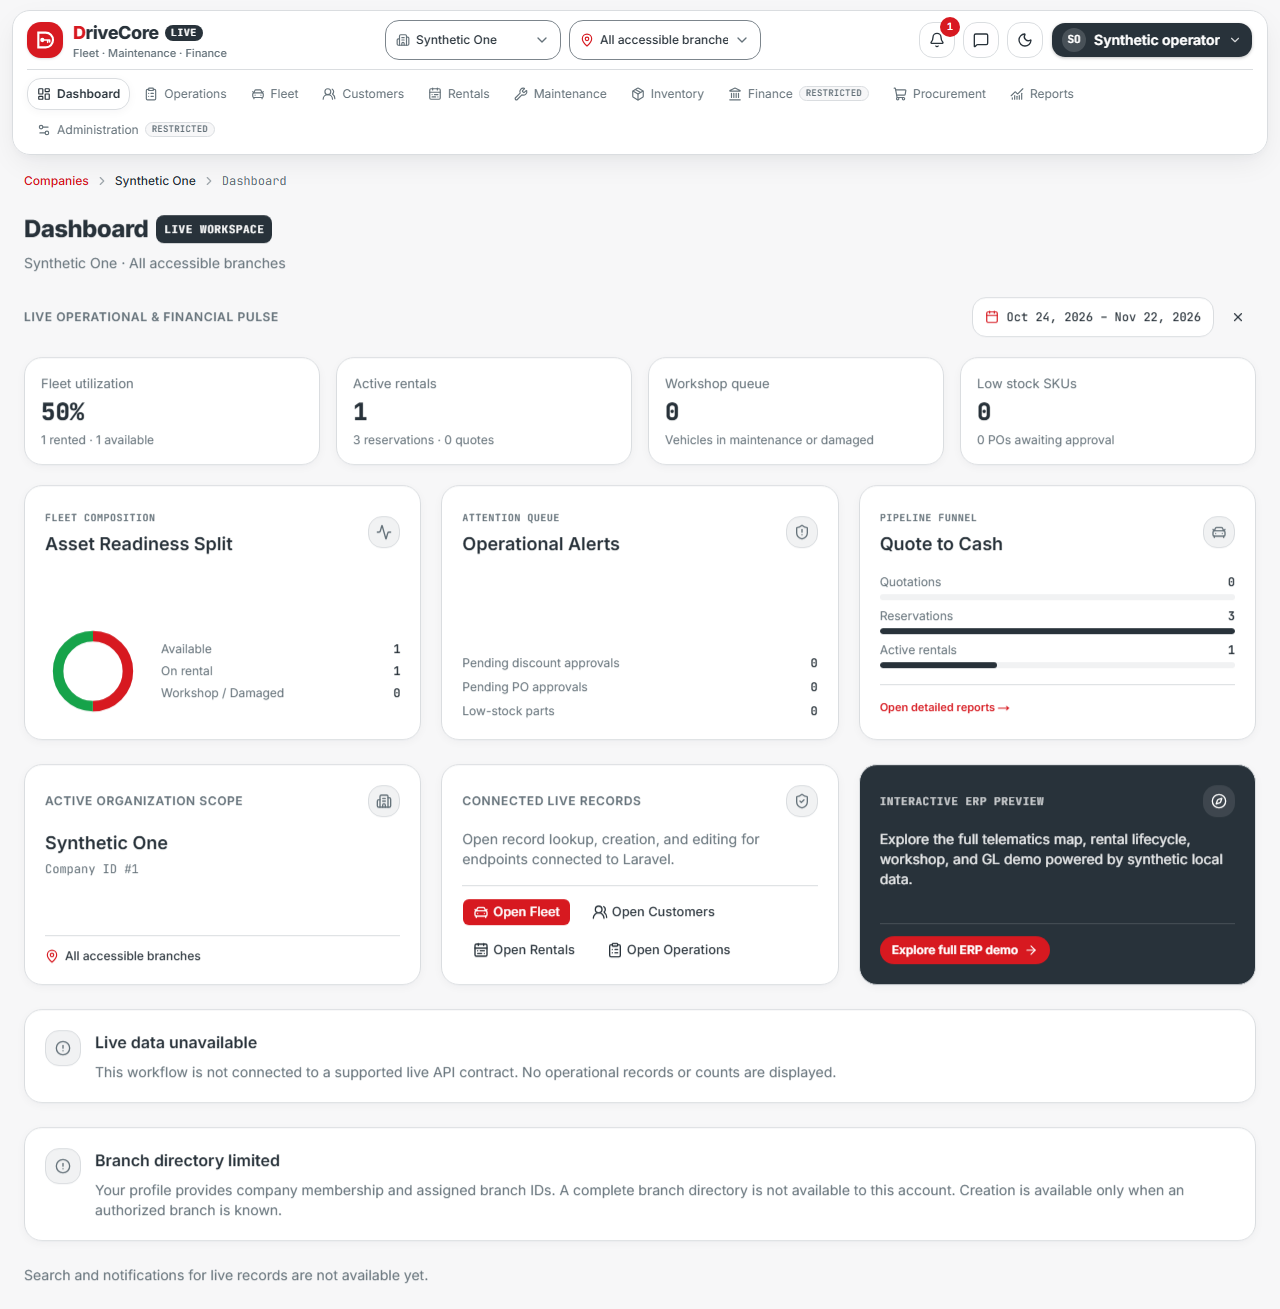 DriveCore LIVE
Fleet · Maintenance · Finance
Synthetic One
All accessible branche
1
SO Synthetic operator
Dashboard Operations Fleet Customers Rentals Maintenance Inventory Finance RESTRICTED Procurement Reports
Administration RESTRICTED
Companies Synthetic One Dashboard
Dashboard LIVE WORKSPACE
Synthetic One · All accessible branches
LIVE OPERATIONAL & FINANCIAL PULSE
Oct 24, 2026 – Nov 22, 2026
Fleet utilization
50%
1 rented · 1 available
Active rentals
1
3 reservations · 0 quotes
Workshop queue
0
Vehicles in maintenance or damaged
Low stock SKUs
0
0 POs awaiting approval
FLEET COMPOSITION
Asset Readiness Split
Available 1
On rental 1
Workshop / Damaged 0
ATTENTION QUEUE
Operational Alerts
Pending discount approvals 0
Pending PO approvals 0
Low-stock parts 0
PIPELINE FUNNEL
Quote to Cash
Quotations 0
Reservations 3
Active rentals 1
Open detailed reports →
ACTIVE ORGANIZATION SCOPE
Synthetic One
Company ID #1
All accessible branches
CONNECTED LIVE RECORDS
Open record lookup, creation, and editing for
endpoints connected to Laravel.
Open Fleet Open Customers
Open Rentals Open Operations
INTERACTIVE ERP PREVIEW
Explore the full telematics map, rental lifecycle,
workshop, and GL demo powered by synthetic local
data.
Explore full ERP demo →
Live data unavailable
This workflow is not connected to a supported live API contract. No operational records or counts are displayed.
Branch directory limited
Your profile provides company membership and assigned branch IDs. A complete branch directory is not available to this account. Creation is available only when an
authorized branch is known.
Search and notifications for live records are not available yet.